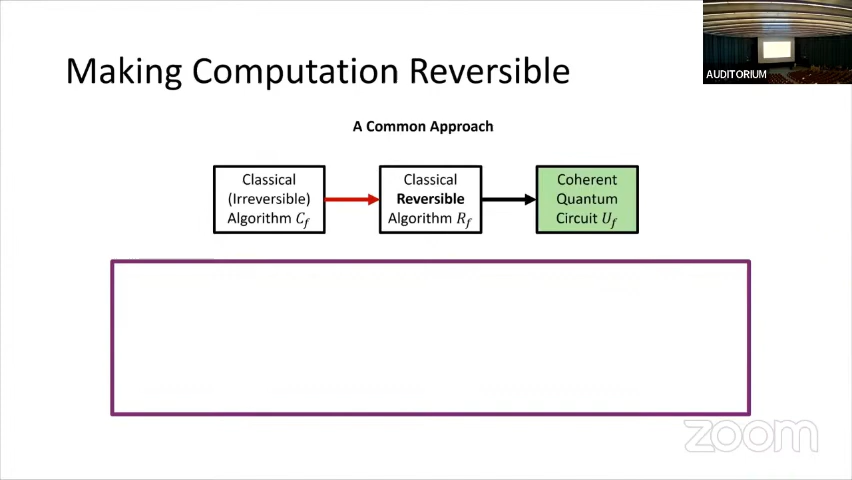 AUDITORIUM
Making Computation Reversible
A Common Approach
Classical
(Irreversible)
Algorithm C_f
Classical
Reversible
Algorithm R_f
Coherent
Quantum
Circuit U_f
zoom